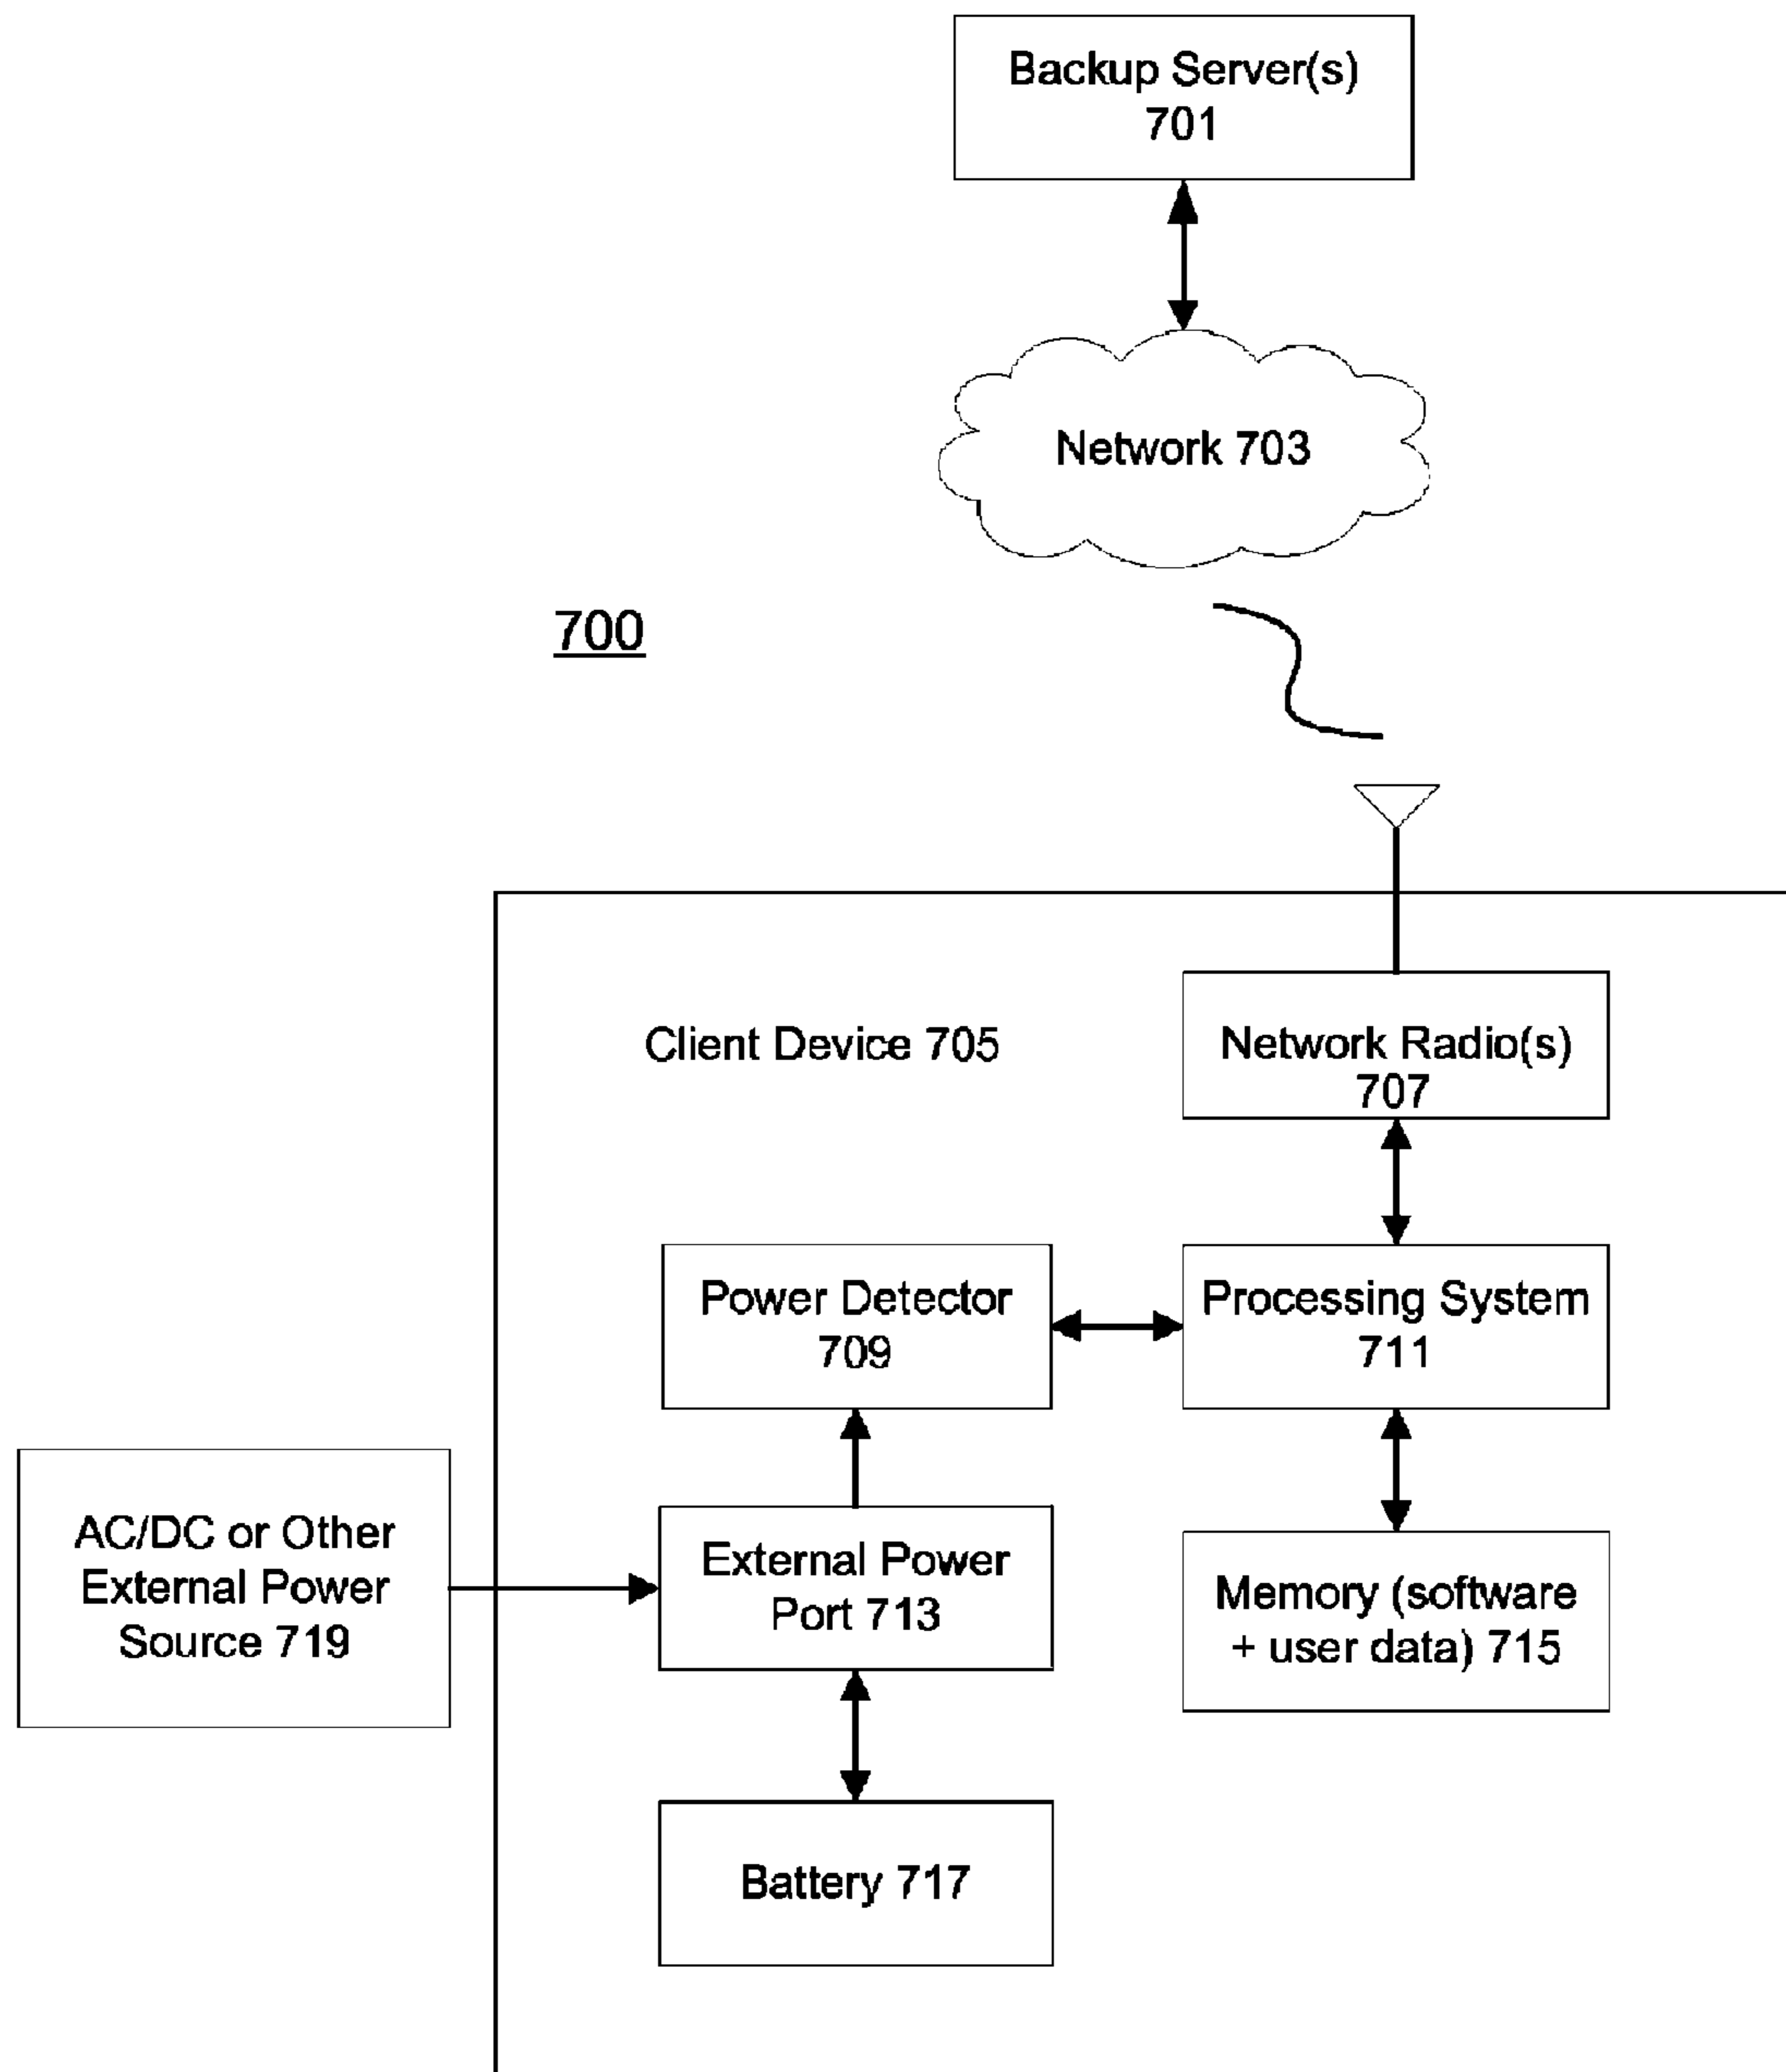 Backup Server(s)
701
Network 703
700
Client Device 705
Network Radio(s)
707
Power Detector
709
Processing System
711
AC/DC or Other
External Power
Source 719
External Power
Port 713
Memory (software
+ user data) 715
Battery 717